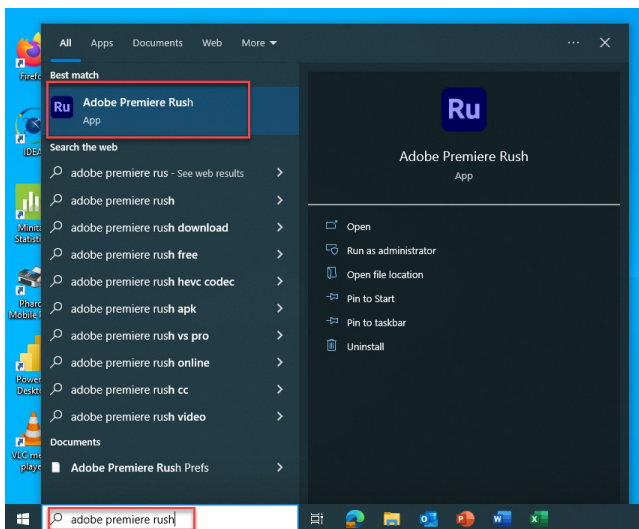 All Apps Documents Web More
Firefo
Best match
Ru Adobe Premiere Rush
App
Search the web
IDEA
adobe premiere rus - See web results
adobe premiere rush
adobe premiere rush download
adobe premiere rush free
adobe premiere rush hevc codec
adobe premiere rush apk
adobe premiere rush vs pro
adobe premiere rush online
adobe premiere rush cc
adobe premiere rush video
Documents
Adobe Premiere Rush Prefs
Minit
Statisti
Mobile
Power
Deskt
VLC me
playe
Ru
Adobe Premiere Rush
App
Open
Run as administrator
Open file location
Pin to Start
Pin to taskbar
Uninstall
adobe premiere rush